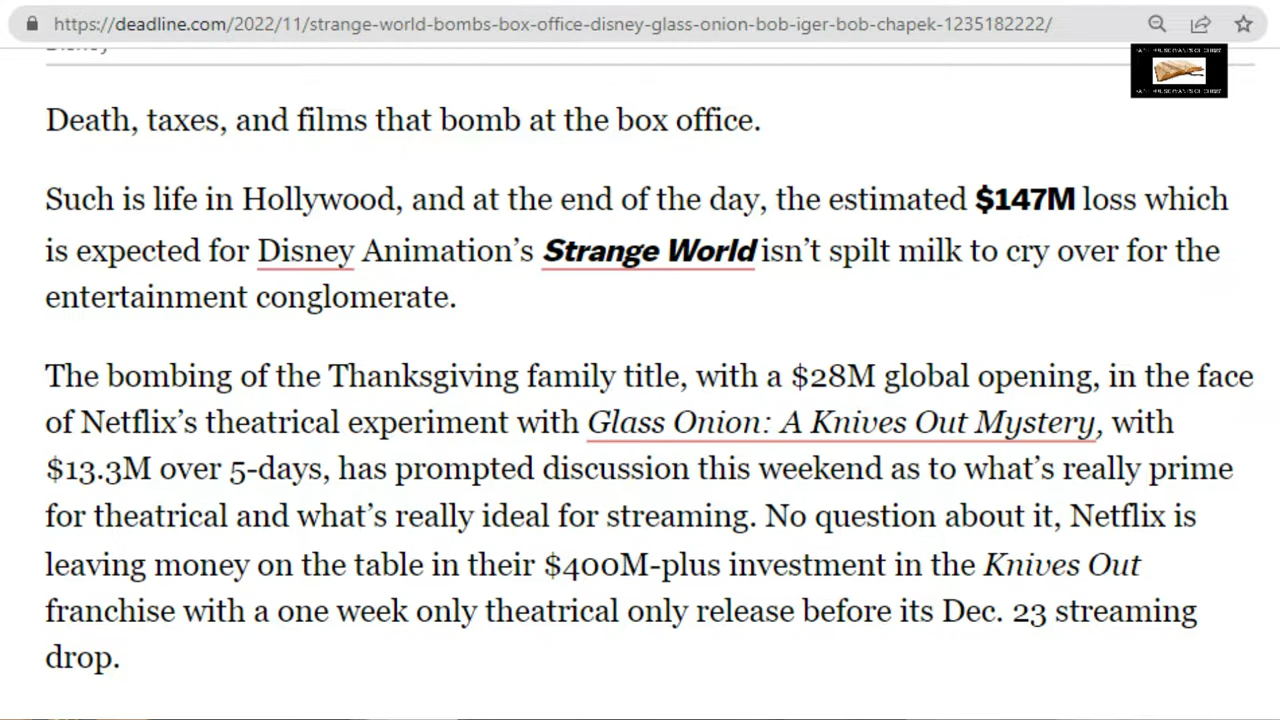 https://deadline.com/2022/11/strange-world-bombs-box-office-disney-glass-onion-bob-iger-bob-chapek-1235182222/
Disney
Death, taxes, and films that bomb at the box office.
Such is life in Hollywood, and at the end of the day, the estimated $147M loss which
is expected for Disney Animation’s Strange World isn’t spilt milk to cry over for the
entertainment conglomerate.
The bombing of the Thanksgiving family title, with a $28M global opening, in the face
of Netflix’s theatrical experiment with Glass Onion: A Knives Out Mystery, with
$13.3M over 5-days, has prompted discussion this weekend as to what’s really prime
for theatrical and what’s really ideal for streaming. No question about it, Netflix is
leaving money on the table in their $400M-plus investment in the Knives Out
franchise with a one week only theatrical only release before its Dec. 23 streaming
drop.